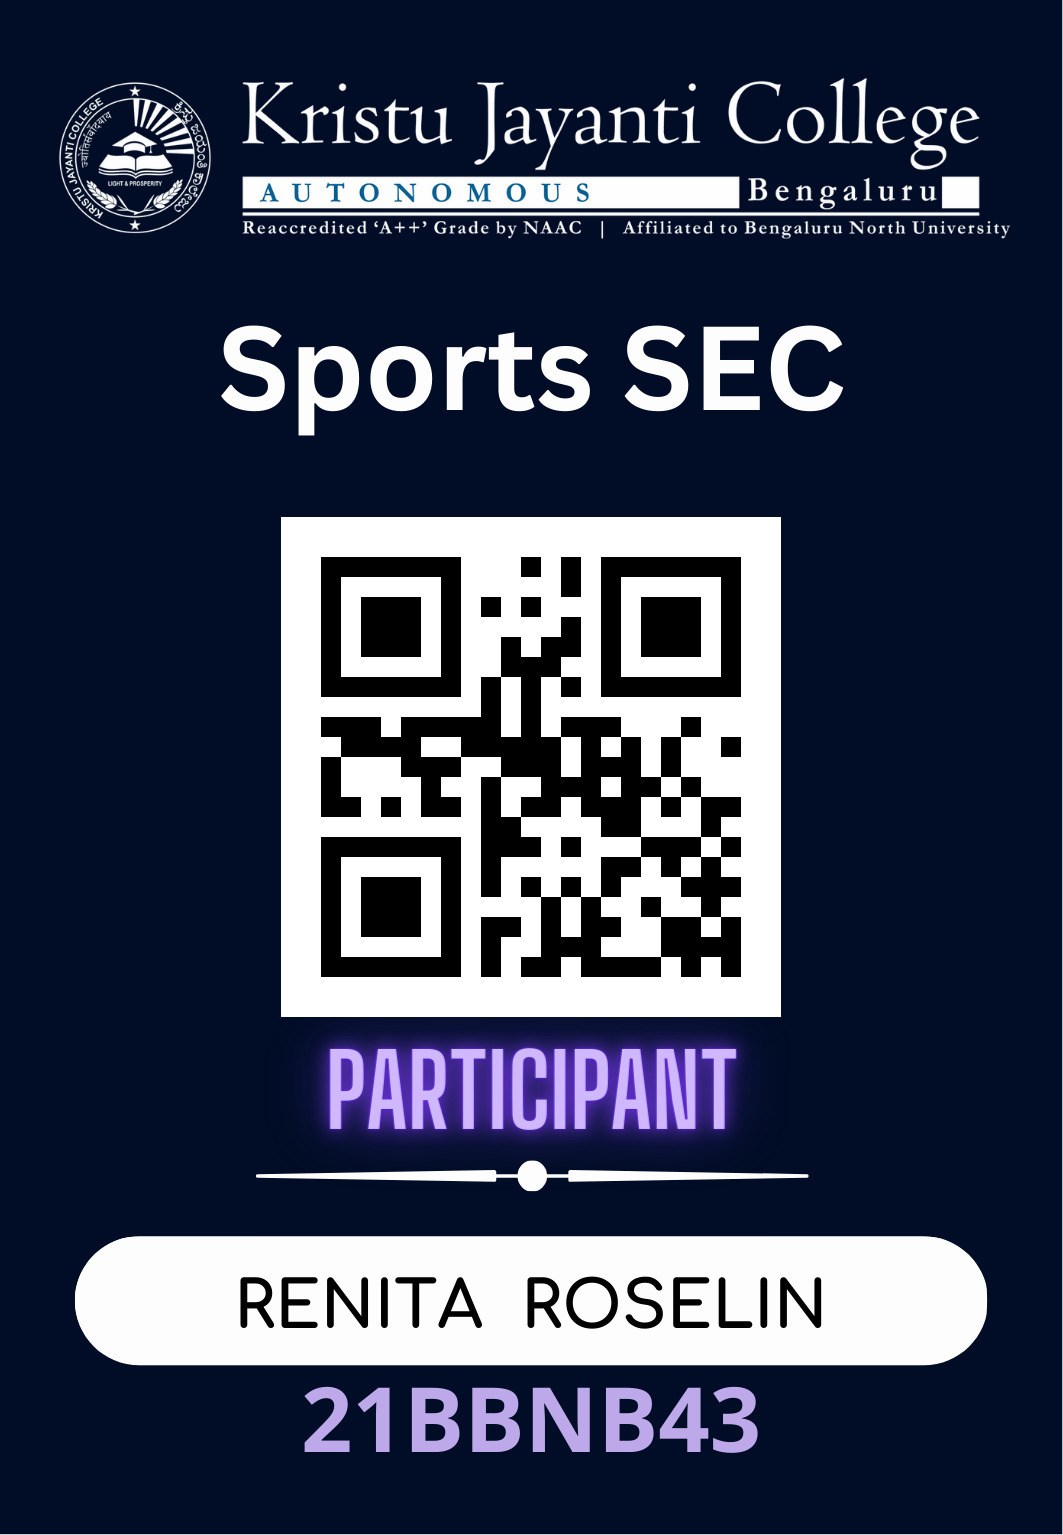 Kristu Jayanti College
AUTONOMOUS Bengaluru
Reaccredited ‘A++’ Grade by NAAC | Affiliated to Bengaluru North University
KRISTU JAYANTI COLLEGE
LIGHT & PROSPERITY
Sports SEC
PARTICIPANT
RENITA ROSELIN
21BBNB43